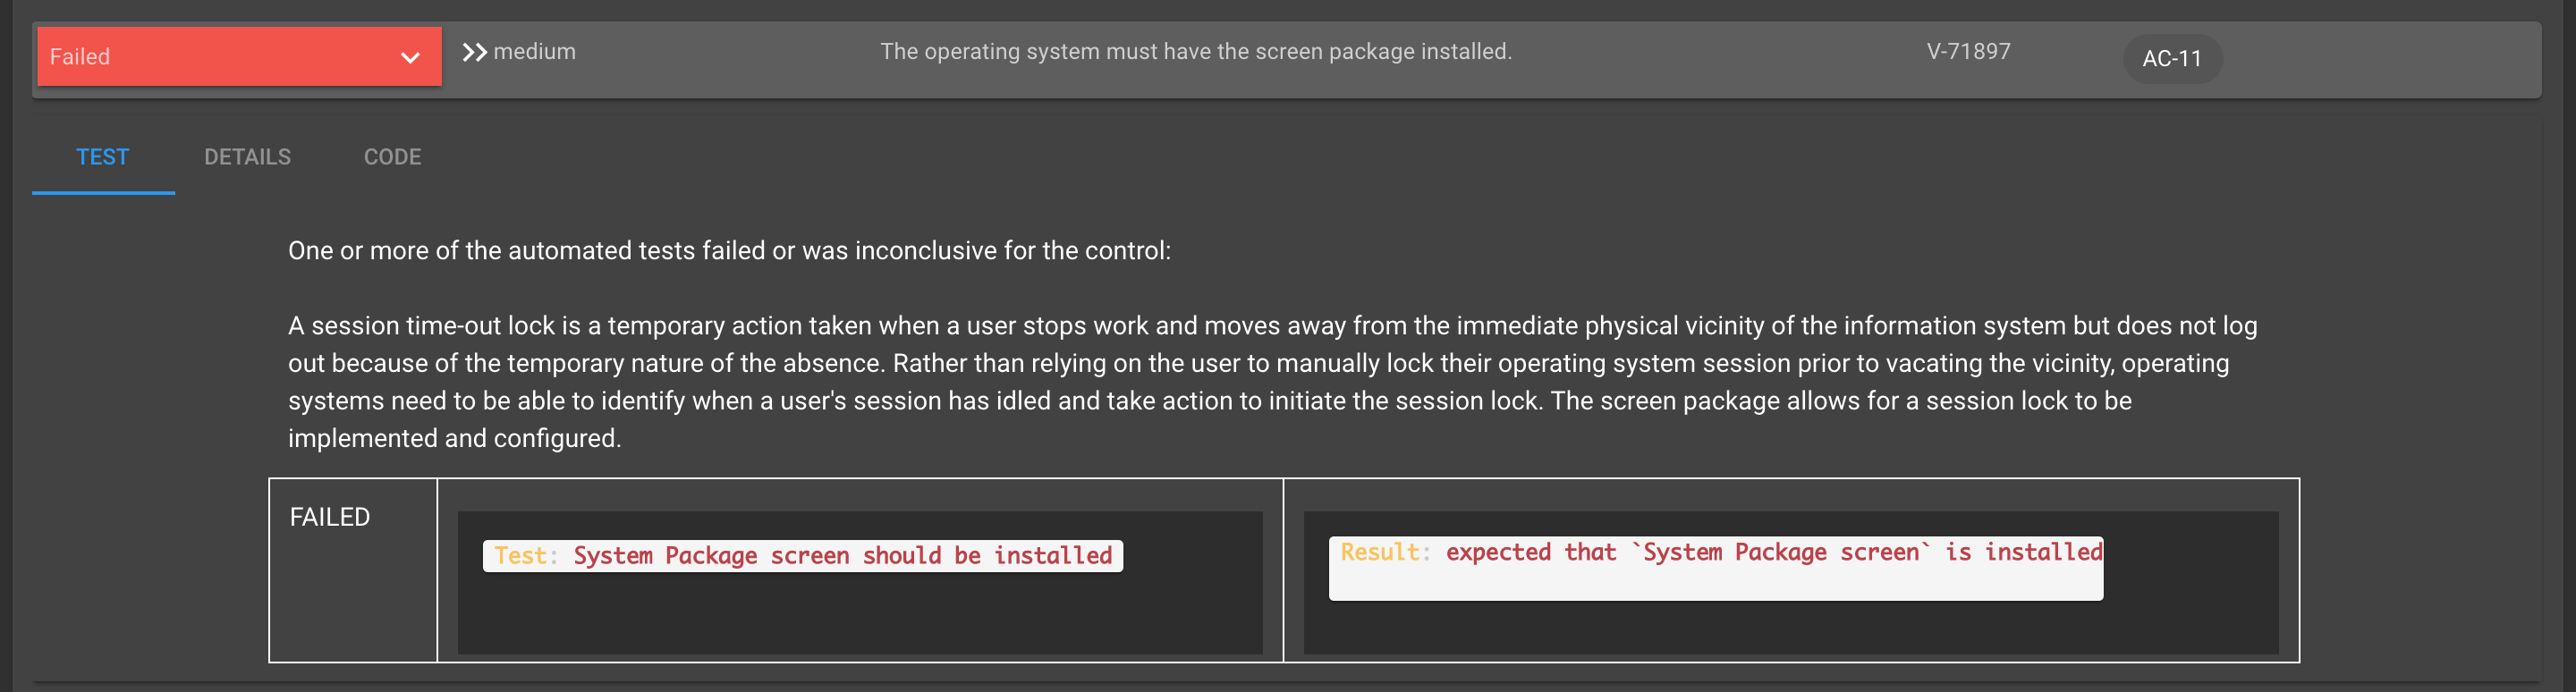 Failed
medium
The operating system must have the screen package installed.
V-71897
AC-11
TEST
DETAILS
CODE
One or more of the automated tests failed or was inconclusive for the control:
A session time-out lock is a temporary action taken when a user stops work and moves away from the immediate physical vicinity of the information system but does not log
out because of the temporary nature of the absence. Rather than relying on the user to manually lock their operating system session prior to vacating the vicinity, operating
systems need to be able to identify when a user's session has idled and take action to initiate the session lock. The screen package allows for a session lock to be
implemented and configured.
FAILED
Test: System Package screen should be installed
Result: expected that `System Package screen` is installed